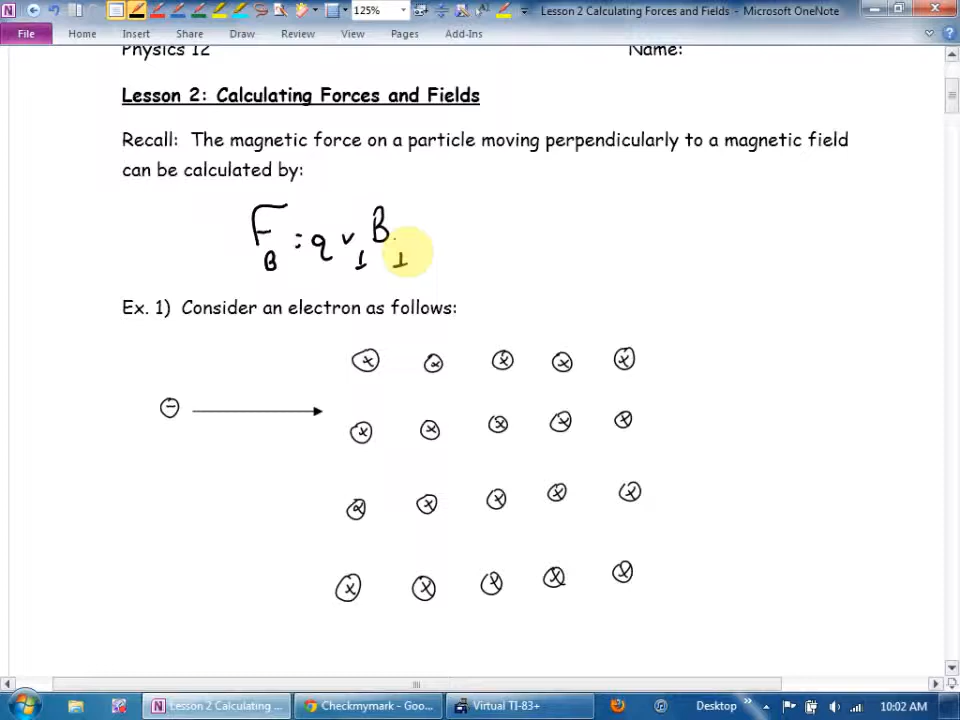 125%
Lesson 2 Calculating Forces and Fields - Microsoft OneNote
File Home Insert Share Draw Review View Pages Add-Ins
Physics 12 Name:
Lesson 2: Calculating Forces and Fields
Recall: The magnetic force on a particle moving perpendicularly to a magnetic field
can be calculated by:
F_B = q v_⊥ B_⊥
Ex. 1) Consider an electron as follows:
Lesson 2 Calculating ... Checkmymark - Goo... Virtual TI-83+ Desktop 10:02 AM